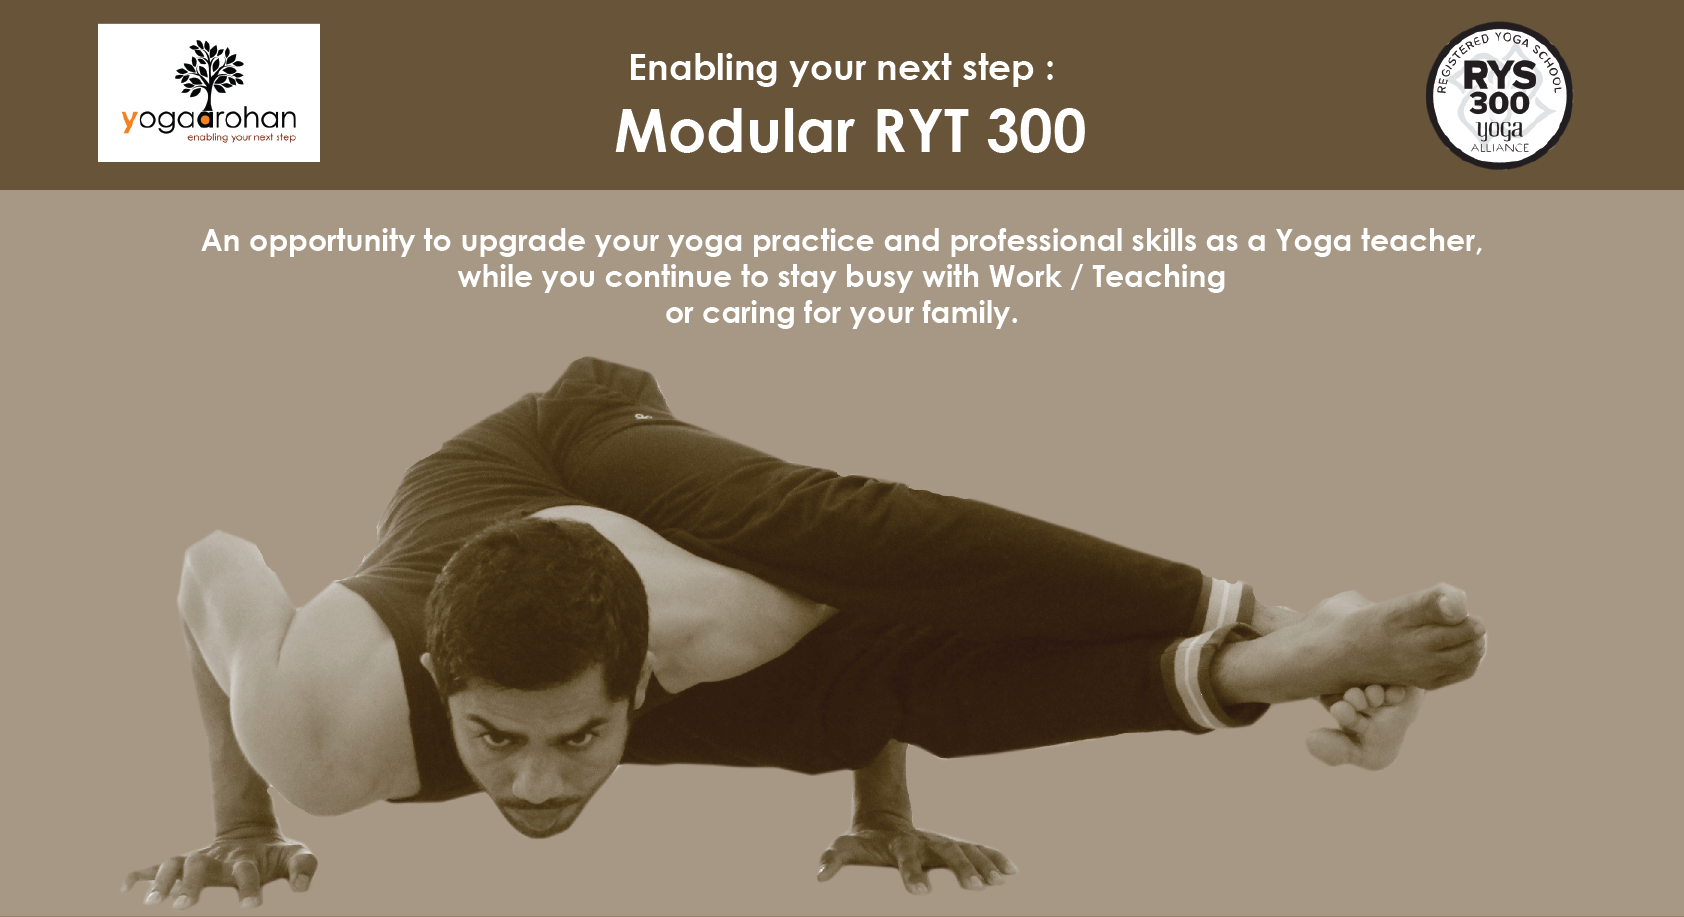 yogaarohan
enabling your next step
Enabling your next step :
Modular RYT 300
REGISTERED YOGA SCHOOL
RYS
300
yoga
ALLIANCE
An opportunity to upgrade your yoga practice and professional skills as a Yoga teacher,
while you continue to stay busy with Work / Teaching
or caring for your family.